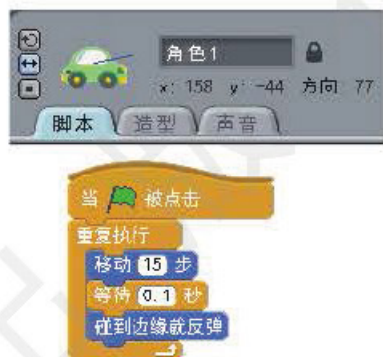 角色1
x: 158 y: -44 方向 77
脚本 造型 声音
当 被点击
重复执行
移动 15 步
等待 0.1 秒
碰到边缘就反弹